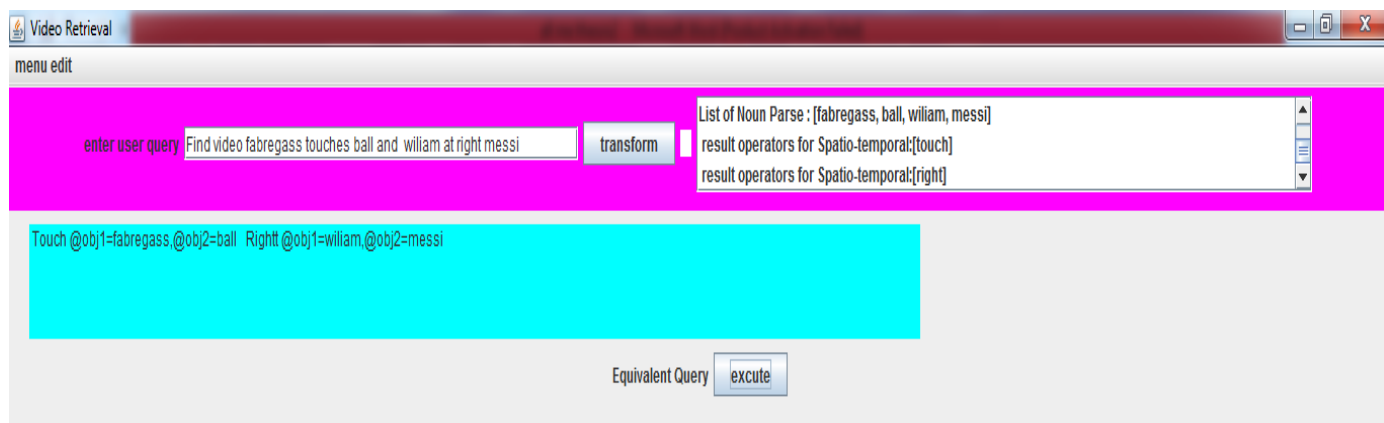 Video Retrieval
menu edit
enter user query Find video fabregass touches ball and wiliam at right messi transform
List of Noun Parse : [fabregass, ball, wiliam, messi]
result operators for Spatio-temporal:[touch]
result operators for Spatio-temporal:[right]
Touch @obj1=fabregass,@obj2=ball Rightt @obj1=wiliam,@obj2=messi
Equivalent Query excute